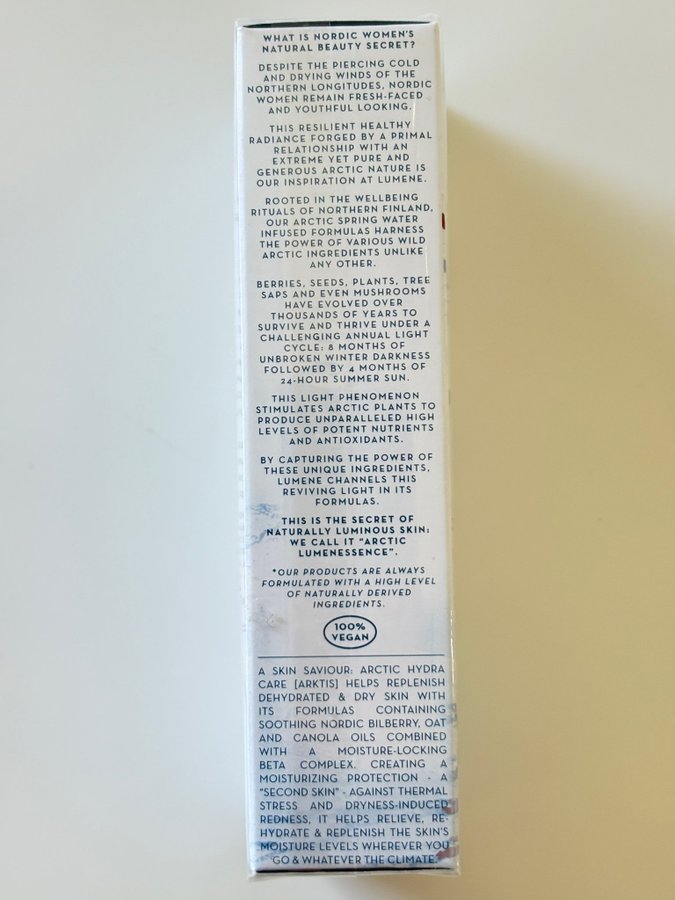 WHAT IS NORDIC WOMEN'S
NATURAL BEAUTY SECRET?
DESPITE THE PIERCING COLD
AND DRYING WINDS OF THE
NORTHERN LONGITUDES, NORDIC
WOMEN REMAIN FRESH-FACED
AND YOUTHFUL LOOKING.
THIS RESILIENT HEALTHY
RADIANCE FORGED BY A PRIMAL
RELATIONSHIP WITH AN
EXTREME YET PURE AND
GENEROUS ARCTIC NATURE IS
OUR INSPIRATION AT LUMENE.
ROOTED IN THE WELLBEING
RITUALS OF NORTHERN FINLAND,
OUR ARCTIC SPRING WATER
INFUSED FORMULAS HARNESS
THE POWER OF VARIOUS WILD
ARCTIC INGREDIENTS UNLIKE
ANY OTHER.
BERRIES, SEEDS, PLANTS, TREE
SAPS AND EVEN MUSHROOMS
HAVE EVOLVED OVER
THOUSANDS OF YEARS TO
SURVIVE AND THRIVE UNDER A
CHALLENGING ANNUAL LIGHT
CYCLE: 8 MONTHS OF
UNBROKEN WINTER DARKNESS
FOLLOWED BY 4 MONTHS OF
24-HOUR SUMMER SUN.
THIS LIGHT PHENOMENON
STIMULATES ARCTIC PLANTS TO
PRODUCE UNPARALLELED HIGH
LEVELS OF POTENT NUTRIENTS
AND ANTIOXIDANTS.
BY CAPTURING THE POWER OF
THESE UNIQUE INGREDIENTS,
LUMENE CHANNELS THIS
REVIVING LIGHT IN ITS
FORMULAS.
THIS IS THE SECRET OF
NATURALLY LUMINOUS SKIN:
WE CALL IT "ARCTIC
LUMENESSENCE".
*OUR PRODUCTS ARE ALWAYS
FORMULATED WITH A HIGH LEVEL
OF NATURALLY DERIVED
INGREDIENTS.
100%
VEGAN
A SKIN SAVIOUR: ARCTIC HYDRA
CARE [ARKTIS] HELPS REPLENISH
DEHYDRATED & DRY SKIN WITH
ITS FORMULAS CONTAINING
SOOTHING NORDIC BILBERRY, OAT
AND CANOLA OILS COMBINED
WITH A MOISTURE-LOCKING
BETA COMPLEX. CREATING A
MOISTURIZING PROTECTION - A
"SECOND SKIN" - AGAINST THERMAL
STRESS AND DRYNESS-INDUCED
REDNESS, IT HELPS RELIEVE, RE-
HYDRATE & REPLENISH THE SKIN'S
MOISTURE LEVELS WHEREVER YOU
GO & WHATEVER THE CLIMATE.